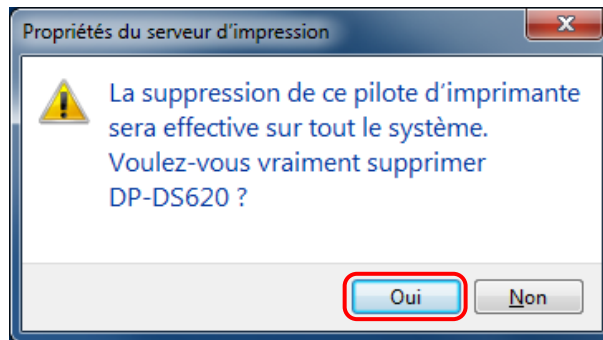 Propriétés du serveur d'impression
La suppression de ce pilote d'imprimante
sera effective sur tout le système.
Voulez-vous vraiment supprimer
DP-DS620 ?
Oui
Non